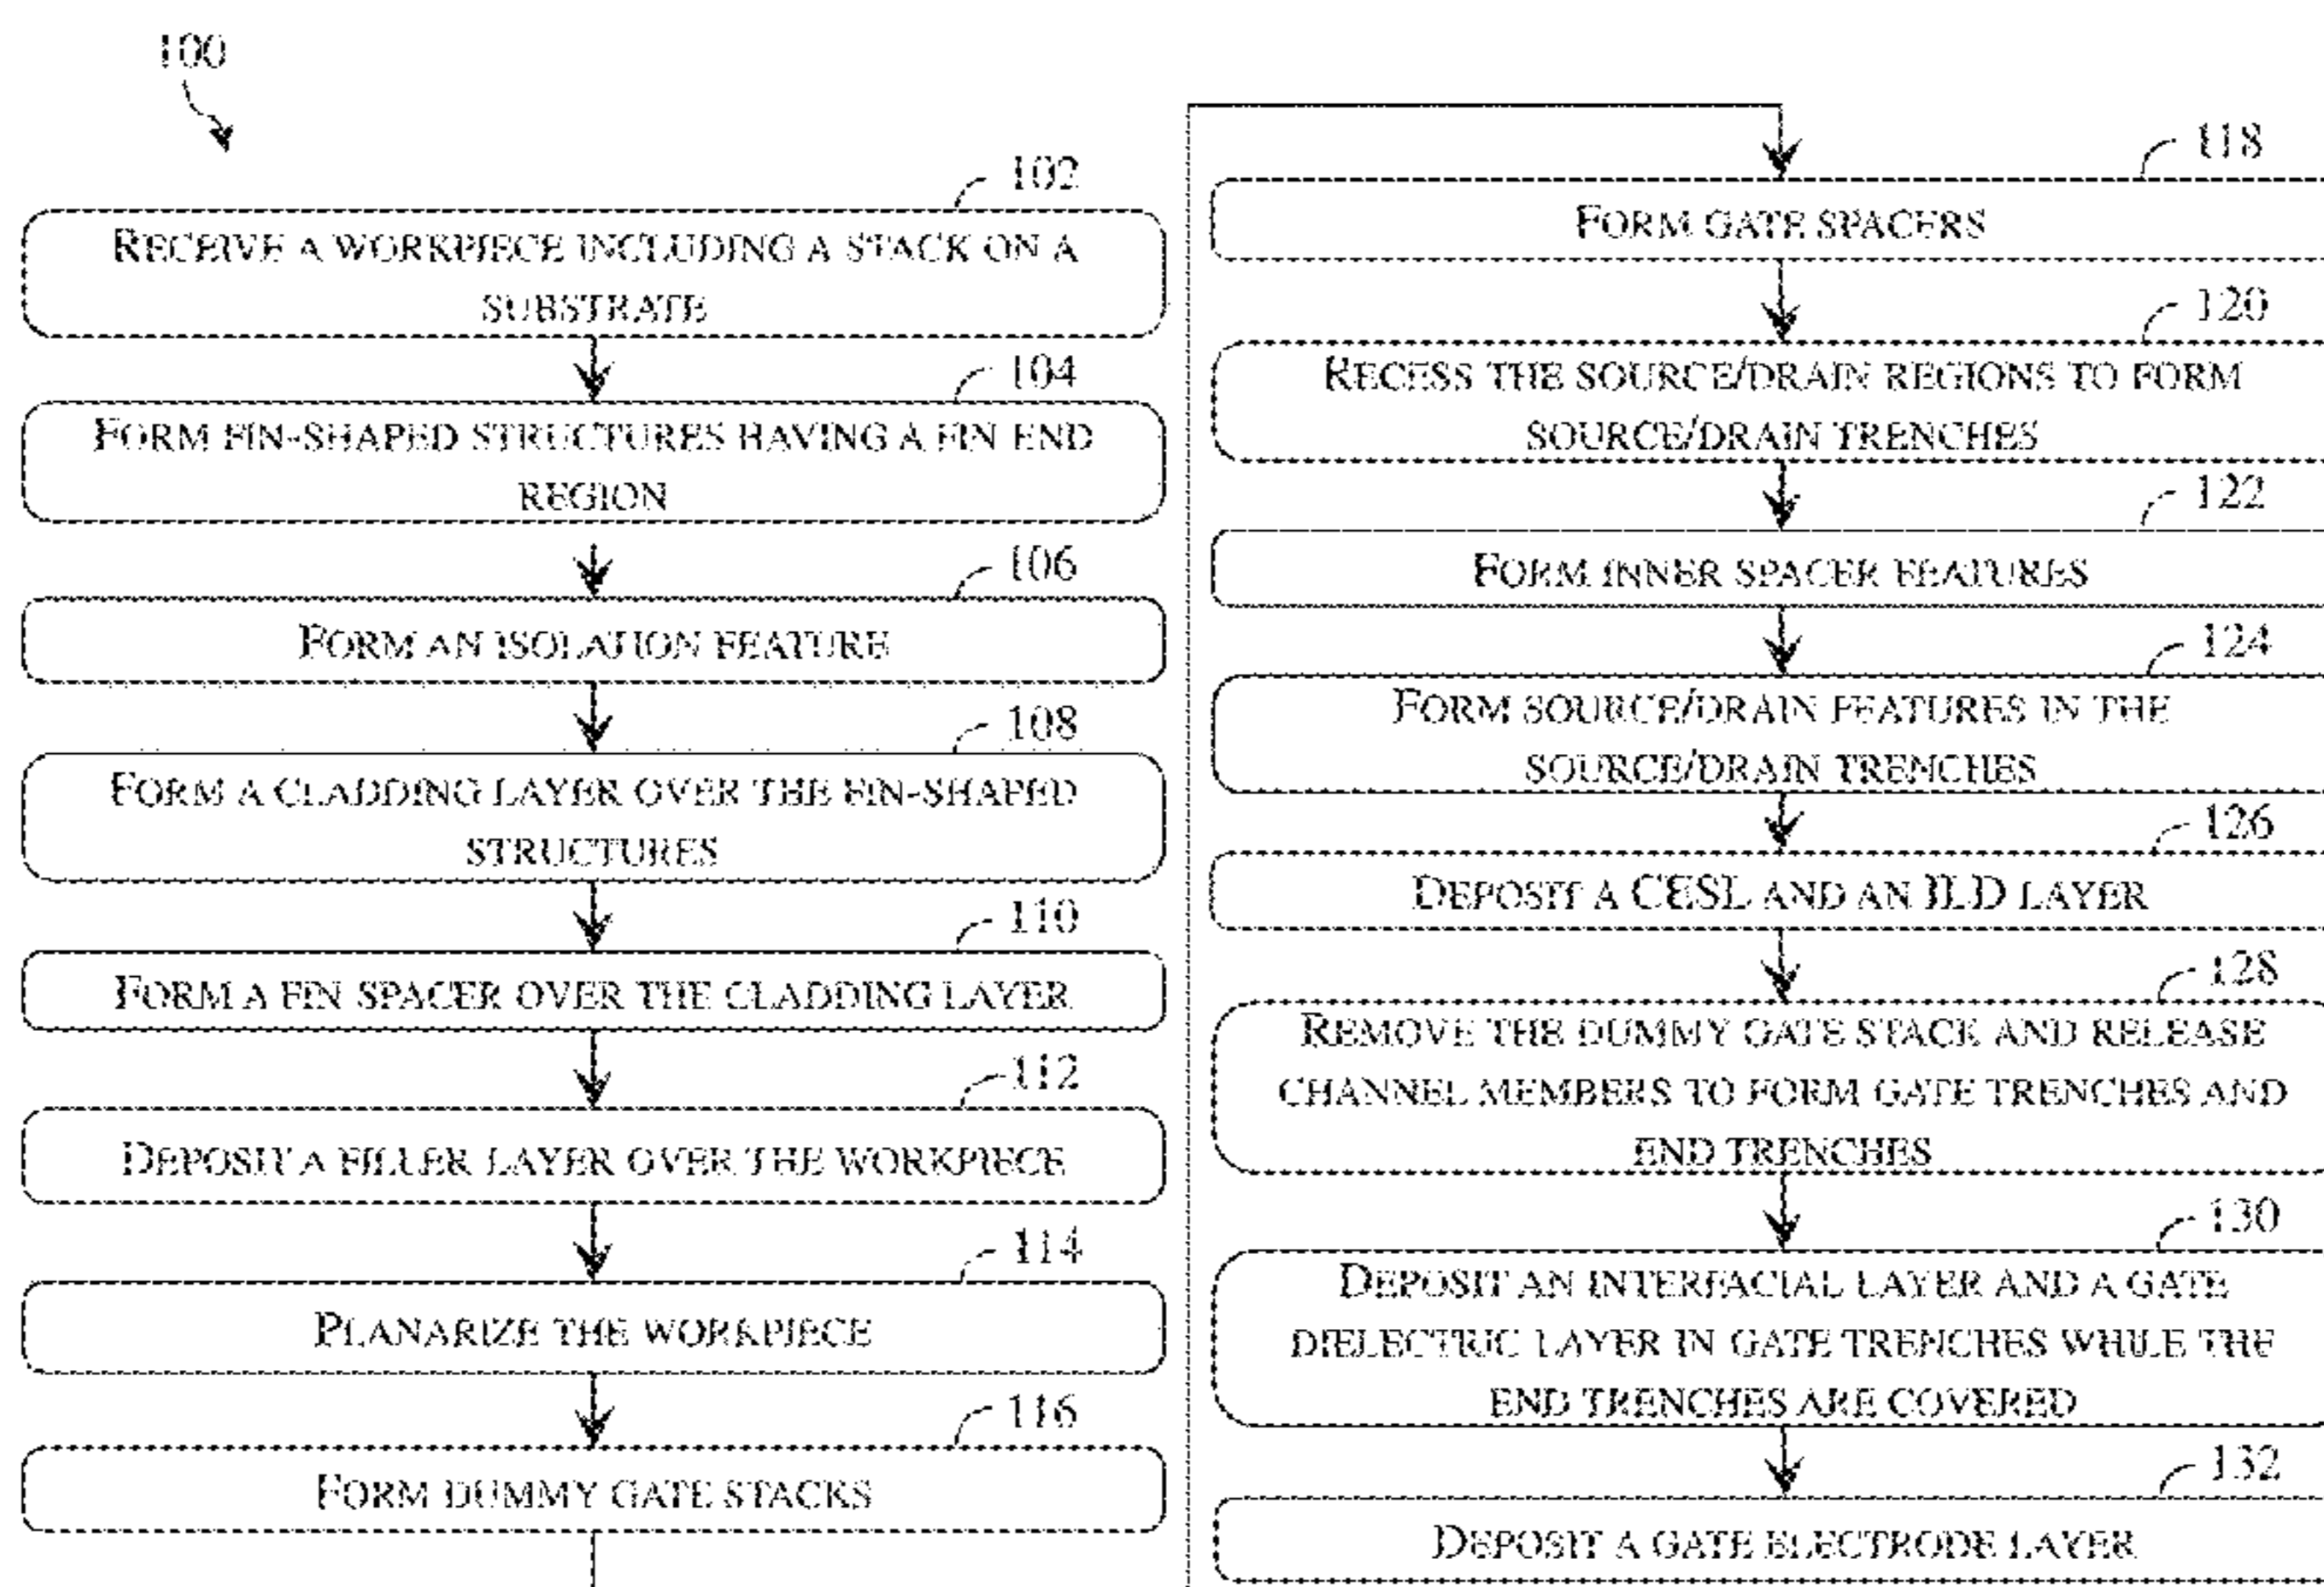 100
102
RECEIVE A WORKPIECE INCLUDING A STACK ON A
SUBSTRATE
104
FORM FIN-SHAPED STRUCTURES HAVING A FIN END
REGION
106
FORM AN ISOLATION FEATURE
108
FORM A CLADDING LAYER OVER THE FIN-SHAPED
STRUCTURES
110
FORM A FIN SPACER OVER THE CLADDING LAYER
112
DEPOSIT A FILLER LAYER OVER THE WORKPIECE
114
PLANARIZE THE WORKPIECE
116
FORM DUMMY GATE STACKS
118
FORM GATE SPACERS
120
RECESS THE SOURCE/DRAIN REGIONS TO FORM
SOURCE/DRAIN TRENCHES
122
FORM INNER SPACER FEATURES
124
FORM SOURCE/DRAIN FEATURES IN THE
SOURCE/DRAIN TRENCHES
126
DEPOSIT A CESL AND AN ILD LAYER
128
REMOVE THE DUMMY GATE STACK AND RELEASE
CHANNEL MEMBERS TO FORM GATE TRENCHES AND
END TRENCHES
130
DEPOSIT AN INTERFACIAL LAYER AND A GATE
DIELECTRIC LAYER IN GATE TRENCHES WHILE THE
END TRENCHES ARE COVERED
132
DEPOSIT A GATE ELECTRODE LAYER